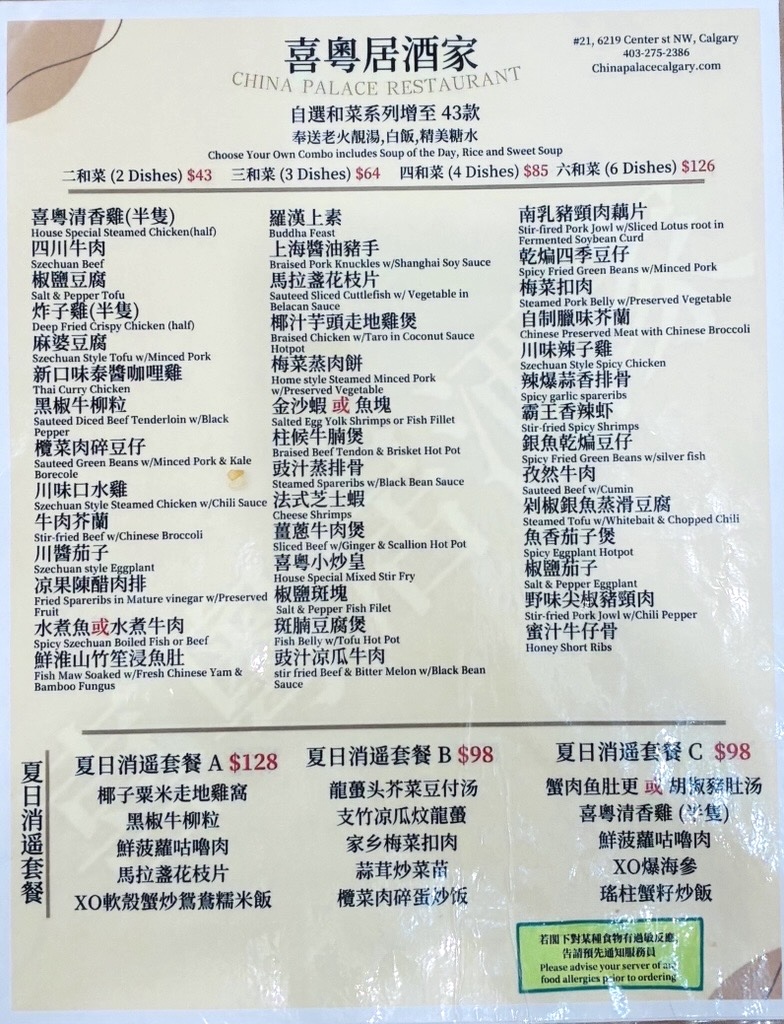 喜粵居酒家
CHINA PALACE RESTAURANT
#21, 6219 Center st NW, Calgary
403-275-2386
Chinapalacecalgary.com
自選和菜系列增至 43款
奉送老火靚湯,白飯,精美糖水
Choose Your Own Combo includes Soup of the Day, Rice and Sweet Soup
二和菜 (2 Dishes) $43 三和菜 (3 Dishes) $64 四和菜 (4 Dishes) $85 六和菜 (6 Dishes) $126
喜粵清香雞(半隻)
House Special Steamed Chicken(half)
四川牛肉
Szechuan Beef
椒鹽豆腐
Salt & Pepper Tofu
炸子雞(半隻)
Deep Fried Crispy Chicken (half)
麻婆豆腐
Szechuan Style Tofu w/Minced Pork
新口味泰醬咖哩雞
Thai Curry Chicken
黑椒牛柳粒
Sauteed Diced Beef Tenderloin w/Black
Pepper
欖菜肉碎豆仔
Sauteed Green Beans w/Minced Pork & Kale
Borecole
川味口水雞
Szechuan Style Steamed Chicken w/Chili Sauce
牛肉芥蘭
Stir-fried Beef w/Chinese Broccoli
川醬茄子
Szechuan style Eggplant
凉果陳醋肉排
Fried Spareribs in Mature vinegar w/Preserved
Fruit
水煮魚或水煮牛肉
Spicy Szechuan Boiled Fish or Beef
鮮淮山竹笙浸魚肚
Fish Maw Soaked w/Fresh Chinese Yam &
Bamboo Fungus
羅漢上素
Buddha Feast
上海醬油豬手
Braised Pork Knuckles w/Shanghai Soy Sauce
馬拉盞花枝片
Sauteed Sliced Cuttlefish w/ Vegetable in
Belacan Sauce
椰汁芋頭走地雞煲
Braised Chicken w/Taro in Coconut Sauce
Hotpot
梅菜蒸肉餅
Home style Steamed Minced Pork
w/Preserved Vegetable
金沙蝦 或 魚塊
Salted Egg Yolk Shrimps or Fish Fillet
柱候牛腩煲
Braised Beef Tendon & Brisket Hot Pot
豉汁蒸排骨
Steamed Spareribs w/Black Bean Sauce
法式芝士蝦
Cheese Shrimps
薑蔥牛肉煲
Sliced Beef w/Ginger & Scallion Hot Pot
喜粵小炒皇
House Special Mixed Stir Fry
椒鹽斑塊
Salt & Pepper Fish Filet
斑腩豆腐煲
Fish Belly w/Tofu Hot Pot
豉汁凉瓜牛肉
stir fried Beef & Bitter Melon w/Black Bean
Sauce
南乳豬頸肉藕片
Stir-fired Pork Jowl w/Sliced Lotus root in
Fermented Soybean Curd
乾煸四季豆仔
Spicy Fried Green Beans w/Minced Pork
梅菜扣肉
Steamed Pork Belly w/Preserved Vegetable
自制臘味芥蘭
Chinese Preserved Meat with Chinese Broccoli
川味辣子雞
Szechuan Style Spicy Chicken
辣爆蒜香排骨
Spicy garlic spareribs
霸王香辣虾
Stir-fried Spicy Shrimps
銀魚乾煸豆仔
Spicy Fried Green Beans w/silver fish
孜然牛肉
Sauteed Beef w/Cumin
剁椒銀魚蒸滑豆腐
Steamed Tofu w/Whitebait & Chopped Chili
魚香茄子煲
Spicy Eggplant Hotpot
椒鹽茄子
Salt & Pepper Eggplant
野味尖椒豬頸肉
Stir-fried Pork Jowl w/Chili Pepper
蜜汁牛仔骨
Honey Short Ribs
夏日消遥套餐
夏日消遥套餐 A $128
椰子粟米走地雞窩
黑椒牛柳粒
鮮菠蘿咕嚕肉
馬拉盞花枝片
XO軟殼蟹炒鴛鴦糯米飯
夏日消遥套餐 B $98
龍躉头芥菜豆付汤
支竹凉瓜炆龍躉
家乡梅菜扣肉
蒜茸炒菜苗
欖菜肉碎蛋炒饭
夏日消遥套餐 C $98
蟹肉鱼肚更 或 胡椒豬肚汤
喜粵清香雞 (半隻)
鮮菠蘿咕嚕肉
XO爆海參
瑤柱蟹籽炒飯
若閣下對某種食物有過敏反應,
告請預先通知服務員
Please advise your server of any
food allergies prior to ordering